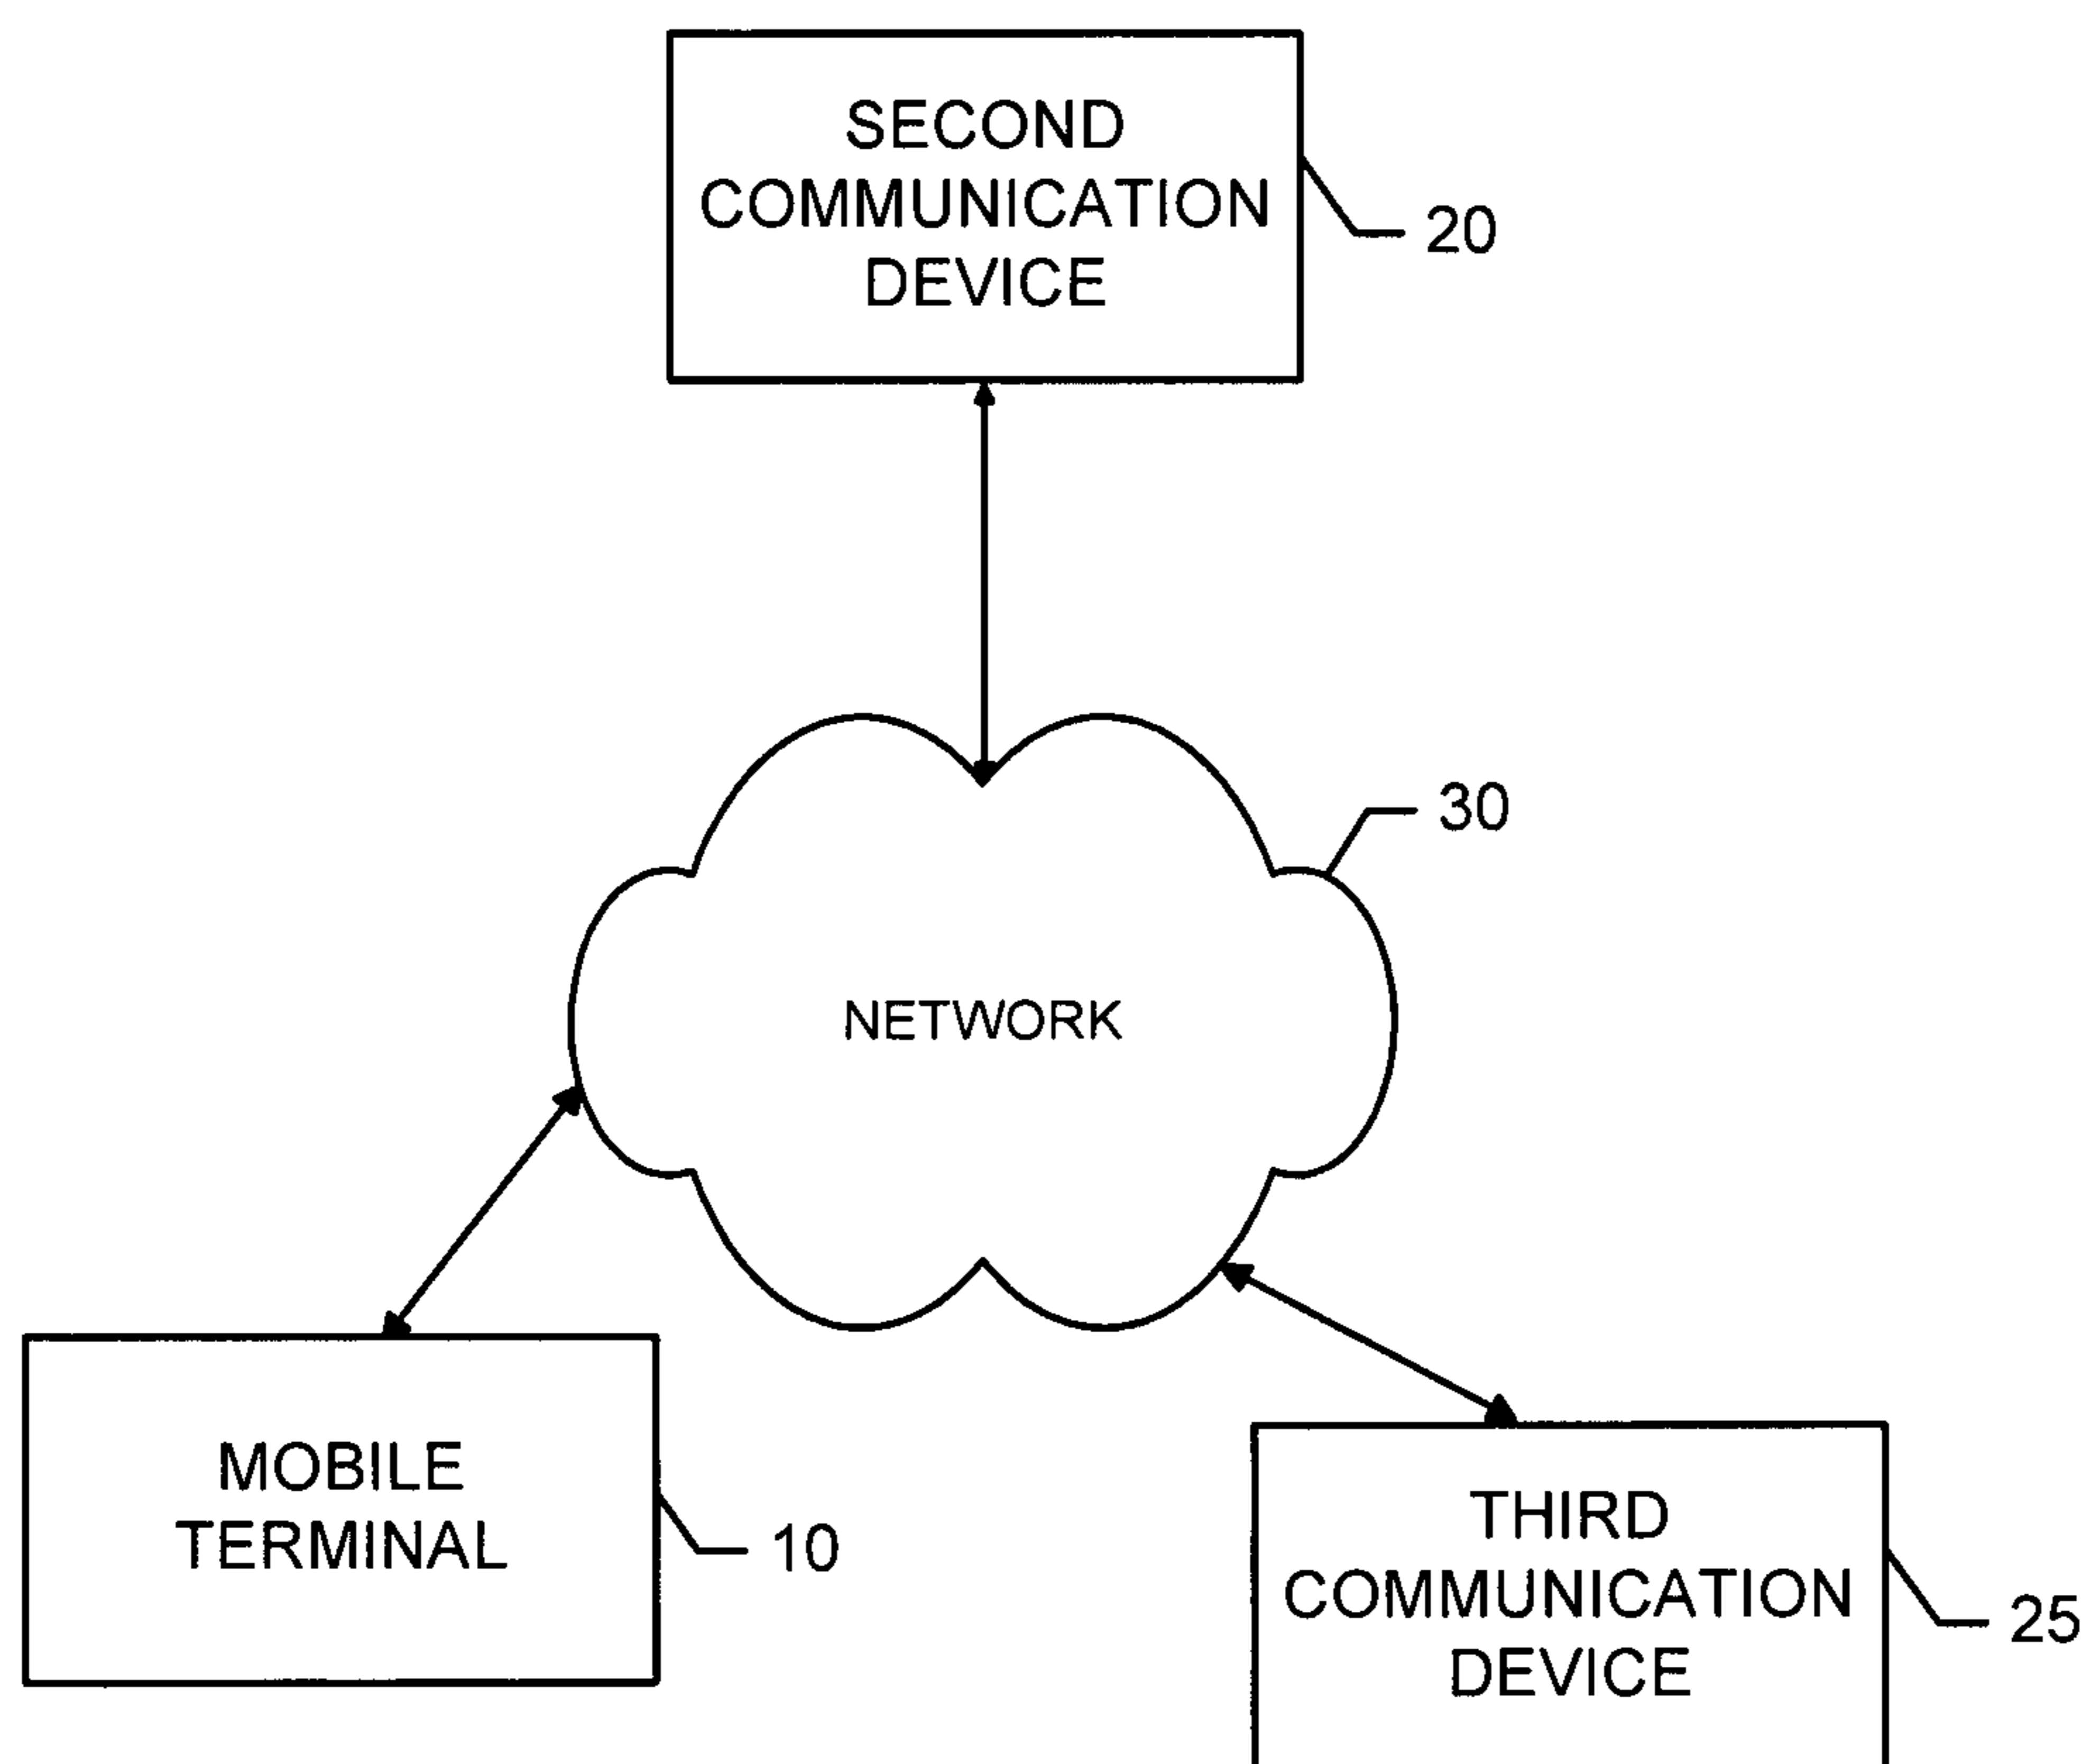 SECOND
COMMUNICATION
DEVICE
20
30
NETWORK
MOBILE
TERMINAL
10
THIRD
COMMUNICATION
DEVICE
25